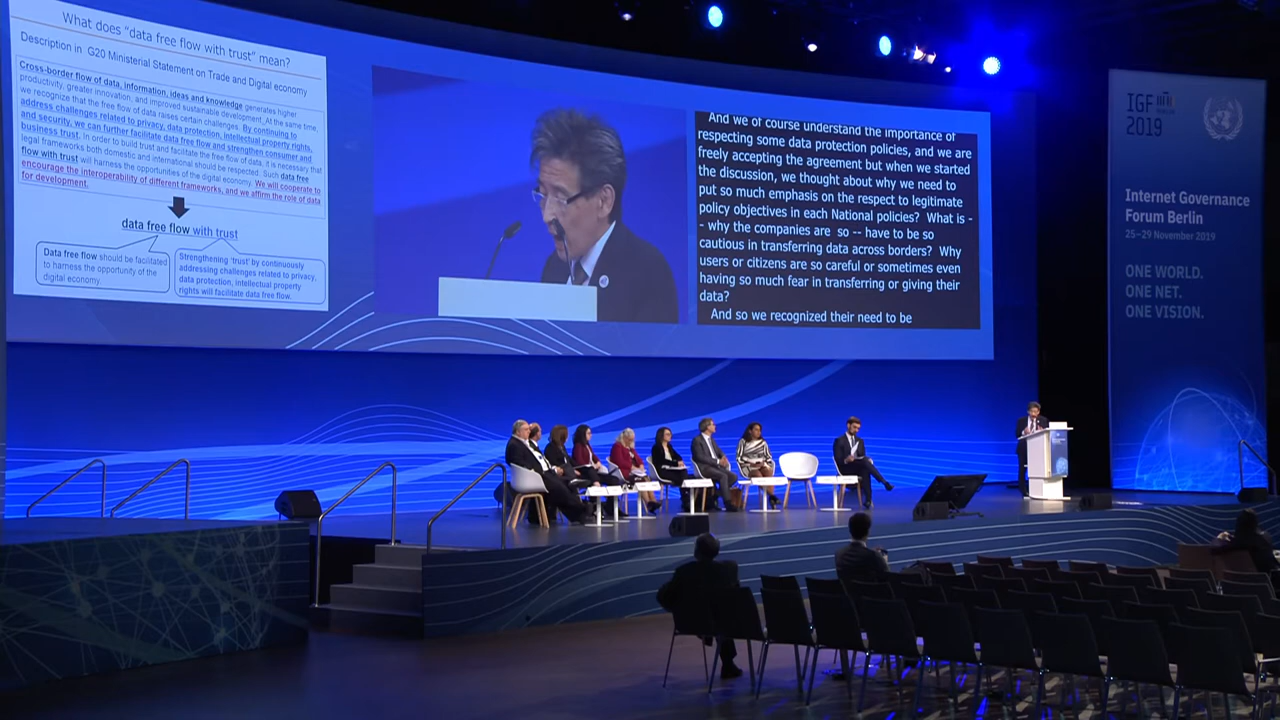 What does "data free flow with trust" mean?
Description in G20 Ministerial Statement on Trade and Digital economy
Cross-border flow of data, information, ideas and knowledge generates higher
productivity, greater innovation, and improved sustainable development. At the same time,
we recognize that the free flow of data raises certain challenges. By continuing to
address challenges related to privacy, data protection, intellectual property rights,
and security, we can further facilitate data free flow and strengthen consumer and
business trust. In order to build trust and facilitate the free flow of data, it is necessary that
legal frameworks both domestic and international should be respected. Such data free
flow with trust will harness the opportunities of the digital economy. We will cooperate to
encourage the interoperability of different frameworks, and we affirm the role of data
for development.
data free flow with trust
Data free flow should be facilitated
to harness the opportunity of the
digital economy.
Strengthening 'trust' by continuously
addressing challenges related to privacy,
data protection, intellectual property
rights will facilitate data free flow.
And we of course understand the importance of
respecting some data protection policies, and we are
freely accepting the agreement but when we started
the discussion, we thought about why we need to
put so much emphasis on the respect to legitimate
policy objectives in each National policies? What is -
- why the companies are so -- have to be so
cautious in transferring data across borders? Why
users or citizens are so careful or sometimes even
having so much fear in transferring or giving their
data?
And so we recognized their need to be
IGF
2019
Internet Governance
Forum Berlin
25–29 November 2019
ONE WORLD.
ONE NET.
ONE VISION.